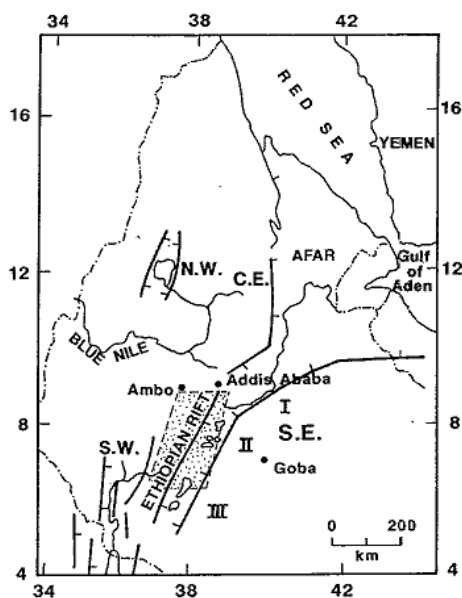 34 38 42
16 16
RED SEA
YEMEN
AFAR
Gulf
of
Aden
12 12
N.W.
C.E.
BLUE NILE
Ambo
Addis Ababa
I
8 8
S.E.
II
ETHIOPIAN RIFT
S.W.
Goba
III
0 200
km
4 4
34 38 42